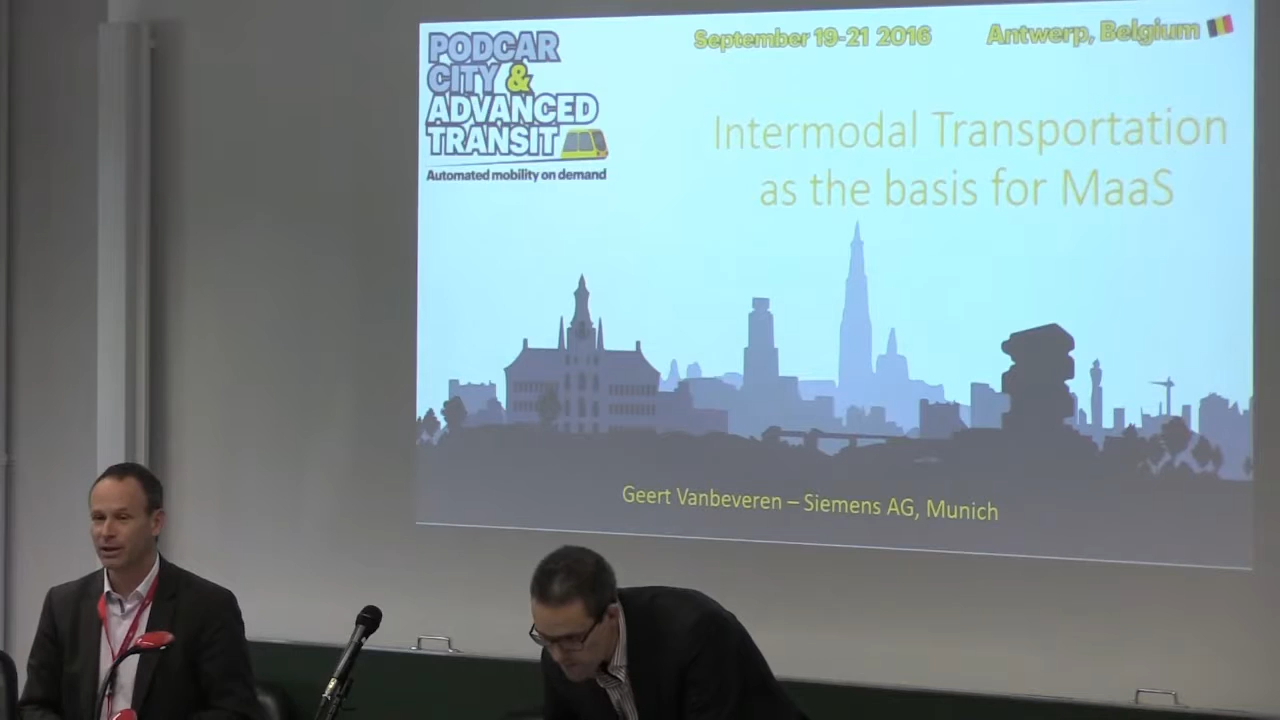 PODCAR
CITY &
ADVANCED
TRANSIT
Automated mobility on demand
September 19-21 2016
Antwerp, Belgium
Intermodal Transportation
as the basis for MaaS
Geert Vanbeveren – Siemens AG, Munich